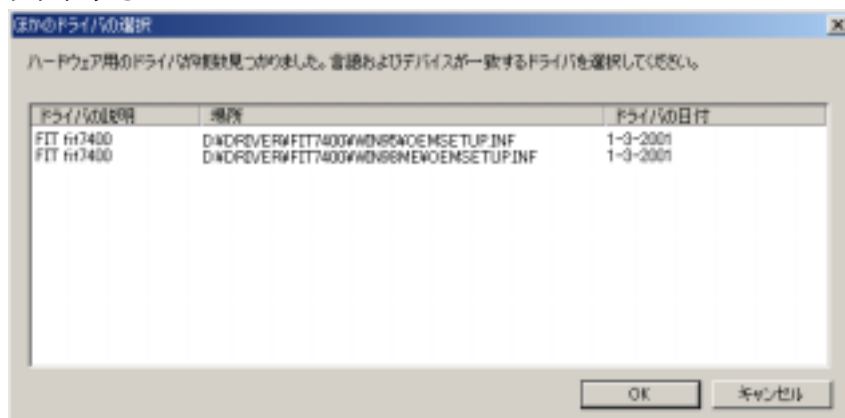 ほかのドライバの選択
ハードウェア用のドライバが複数見つかりました。言語およびデバイスが一致するドライバを選択してください。
ドライバの説明 場所 ドライバの日付
FIT fit7400 D:¥DRIVER¥FIT7400¥WIN95¥OEMSETUP.INF 1-3-2001
FIT fit7400 D:¥DRIVER¥FIT7400¥WIN98ME¥OEMSETUP.INF 1-3-2001
OK キャンセル